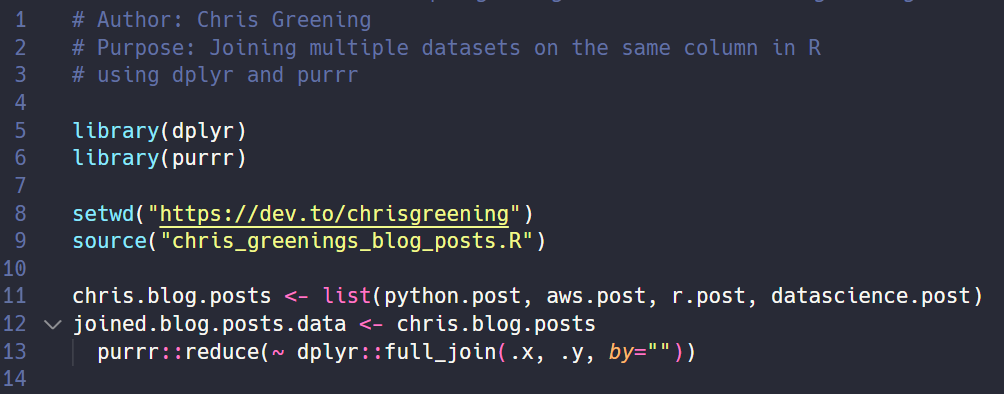 1 # Author: Chris Greening
2 # Purpose: Joining multiple datasets on the same column in R
3 # using dplyr and purrr
4
5 library(dplyr)
6 library(purrr)
7
8 setwd("https://dev.to/chrisgreening")
9 source("chris_greenings_blog_posts.R")
10
11 chris.blog.posts <- list(python.post, aws.post, r.post, datascience.post)
12 joined.blog.posts.data <- chris.blog.posts
13 purrr::reduce(~ dplyr::full_join(.x, .y, by=""))
14